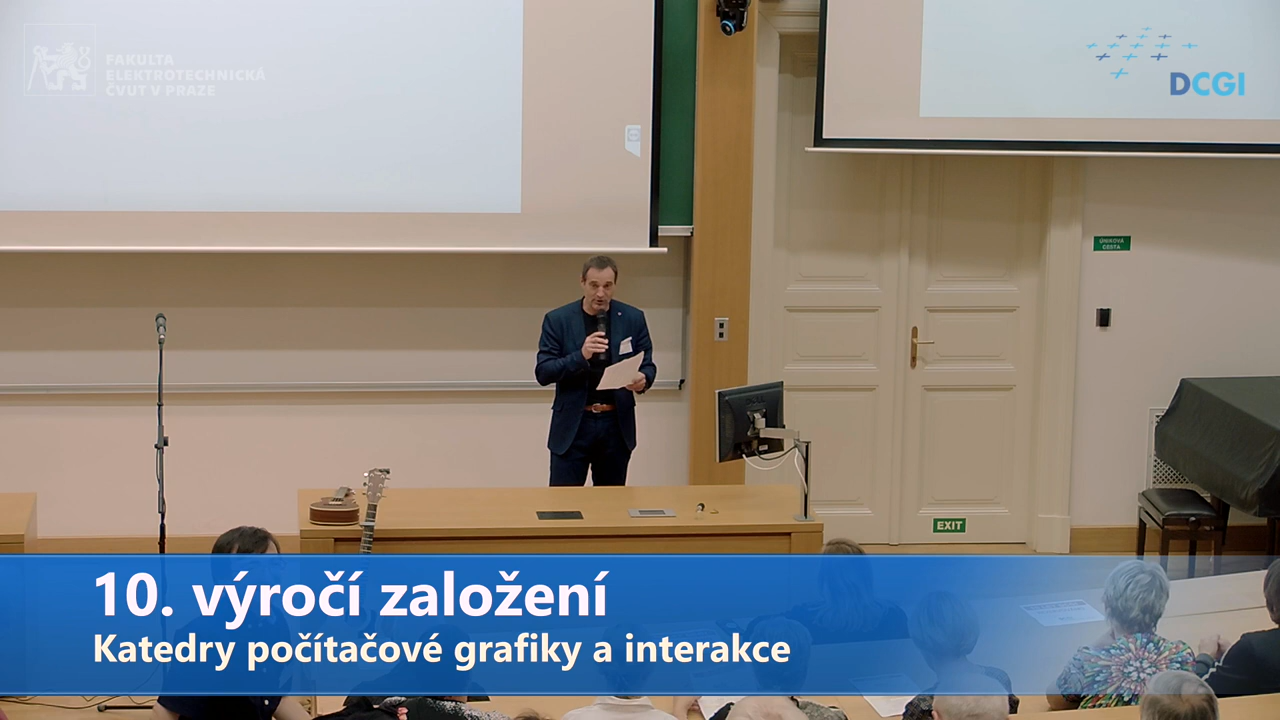 FAKULTA
ELEKTROTECHNICKÁ
ČVUT V PRAZE
DCGI
ÚNIKOVÁ
CESTA
EXIT
10. výročí založení
Katedry počítačové grafiky a interakce